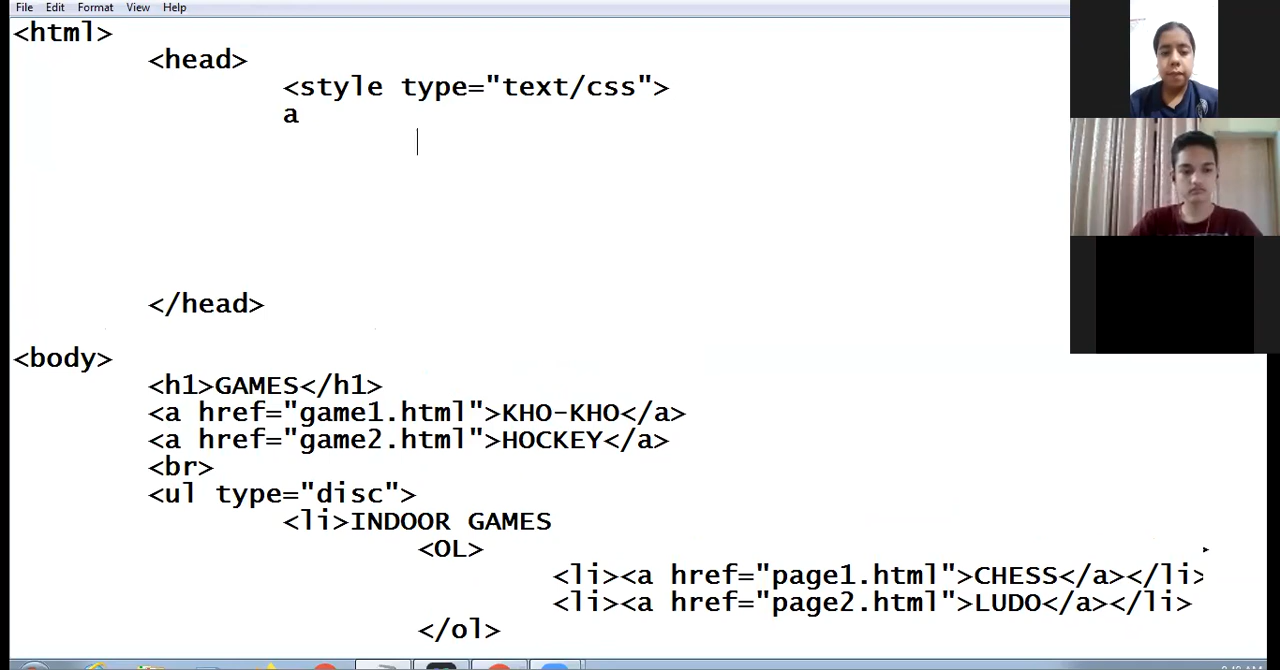 File Edit Format View Help
<html>
<head>
<style type="text/css">
a
</head>
<body>
<h1>GAMES</h1>
<a href="game1.html">KHO-KHO</a>
<a href="game2.html">HOCKEY</a>
<br>
<ul type="disc">
<li>INDOOR GAMES
<OL>
<li><a href="page1.html">CHESS</a></li>
<li><a href="page2.html">LUDO</a></li>
</ol>